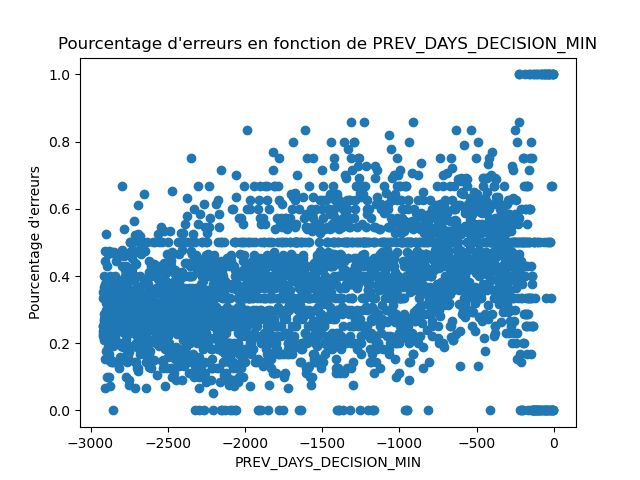 Pourcentage d'erreurs en fonction de PREV_DAYS_DECISION_MIN
1.0
0.8
0.6
0.4
0.2
0.0
Pourcentage d'erreurs
−3000 −2500 −2000 −1500 −1000 −500 0
PREV_DAYS_DECISION_MIN